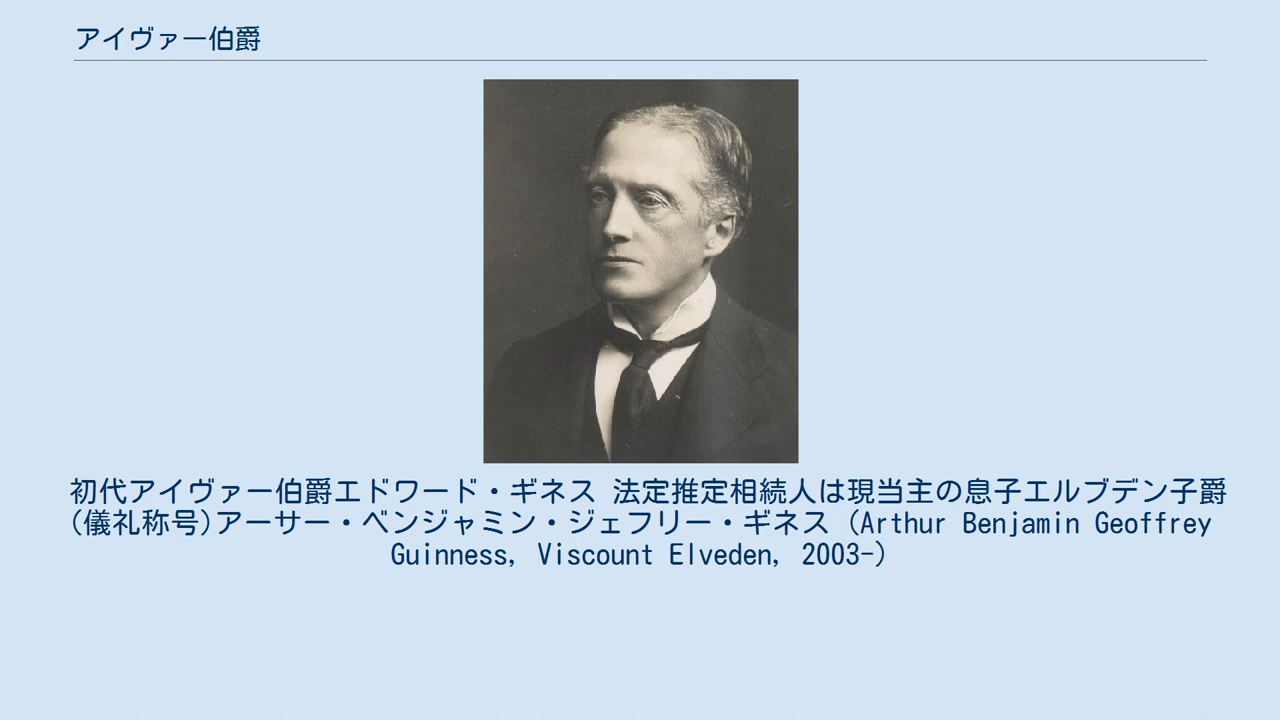 アイヴァー伯爵
初代アイヴァー伯爵エドワード・ギネス 法定推定相続人は現当主の息子エルブデン子爵
(儀礼称号)アーサー・ベンジャミン・ジェフリー・ギネス (Arthur Benjamin Geoffrey
Guinness, Viscount Elveden, 2003-)